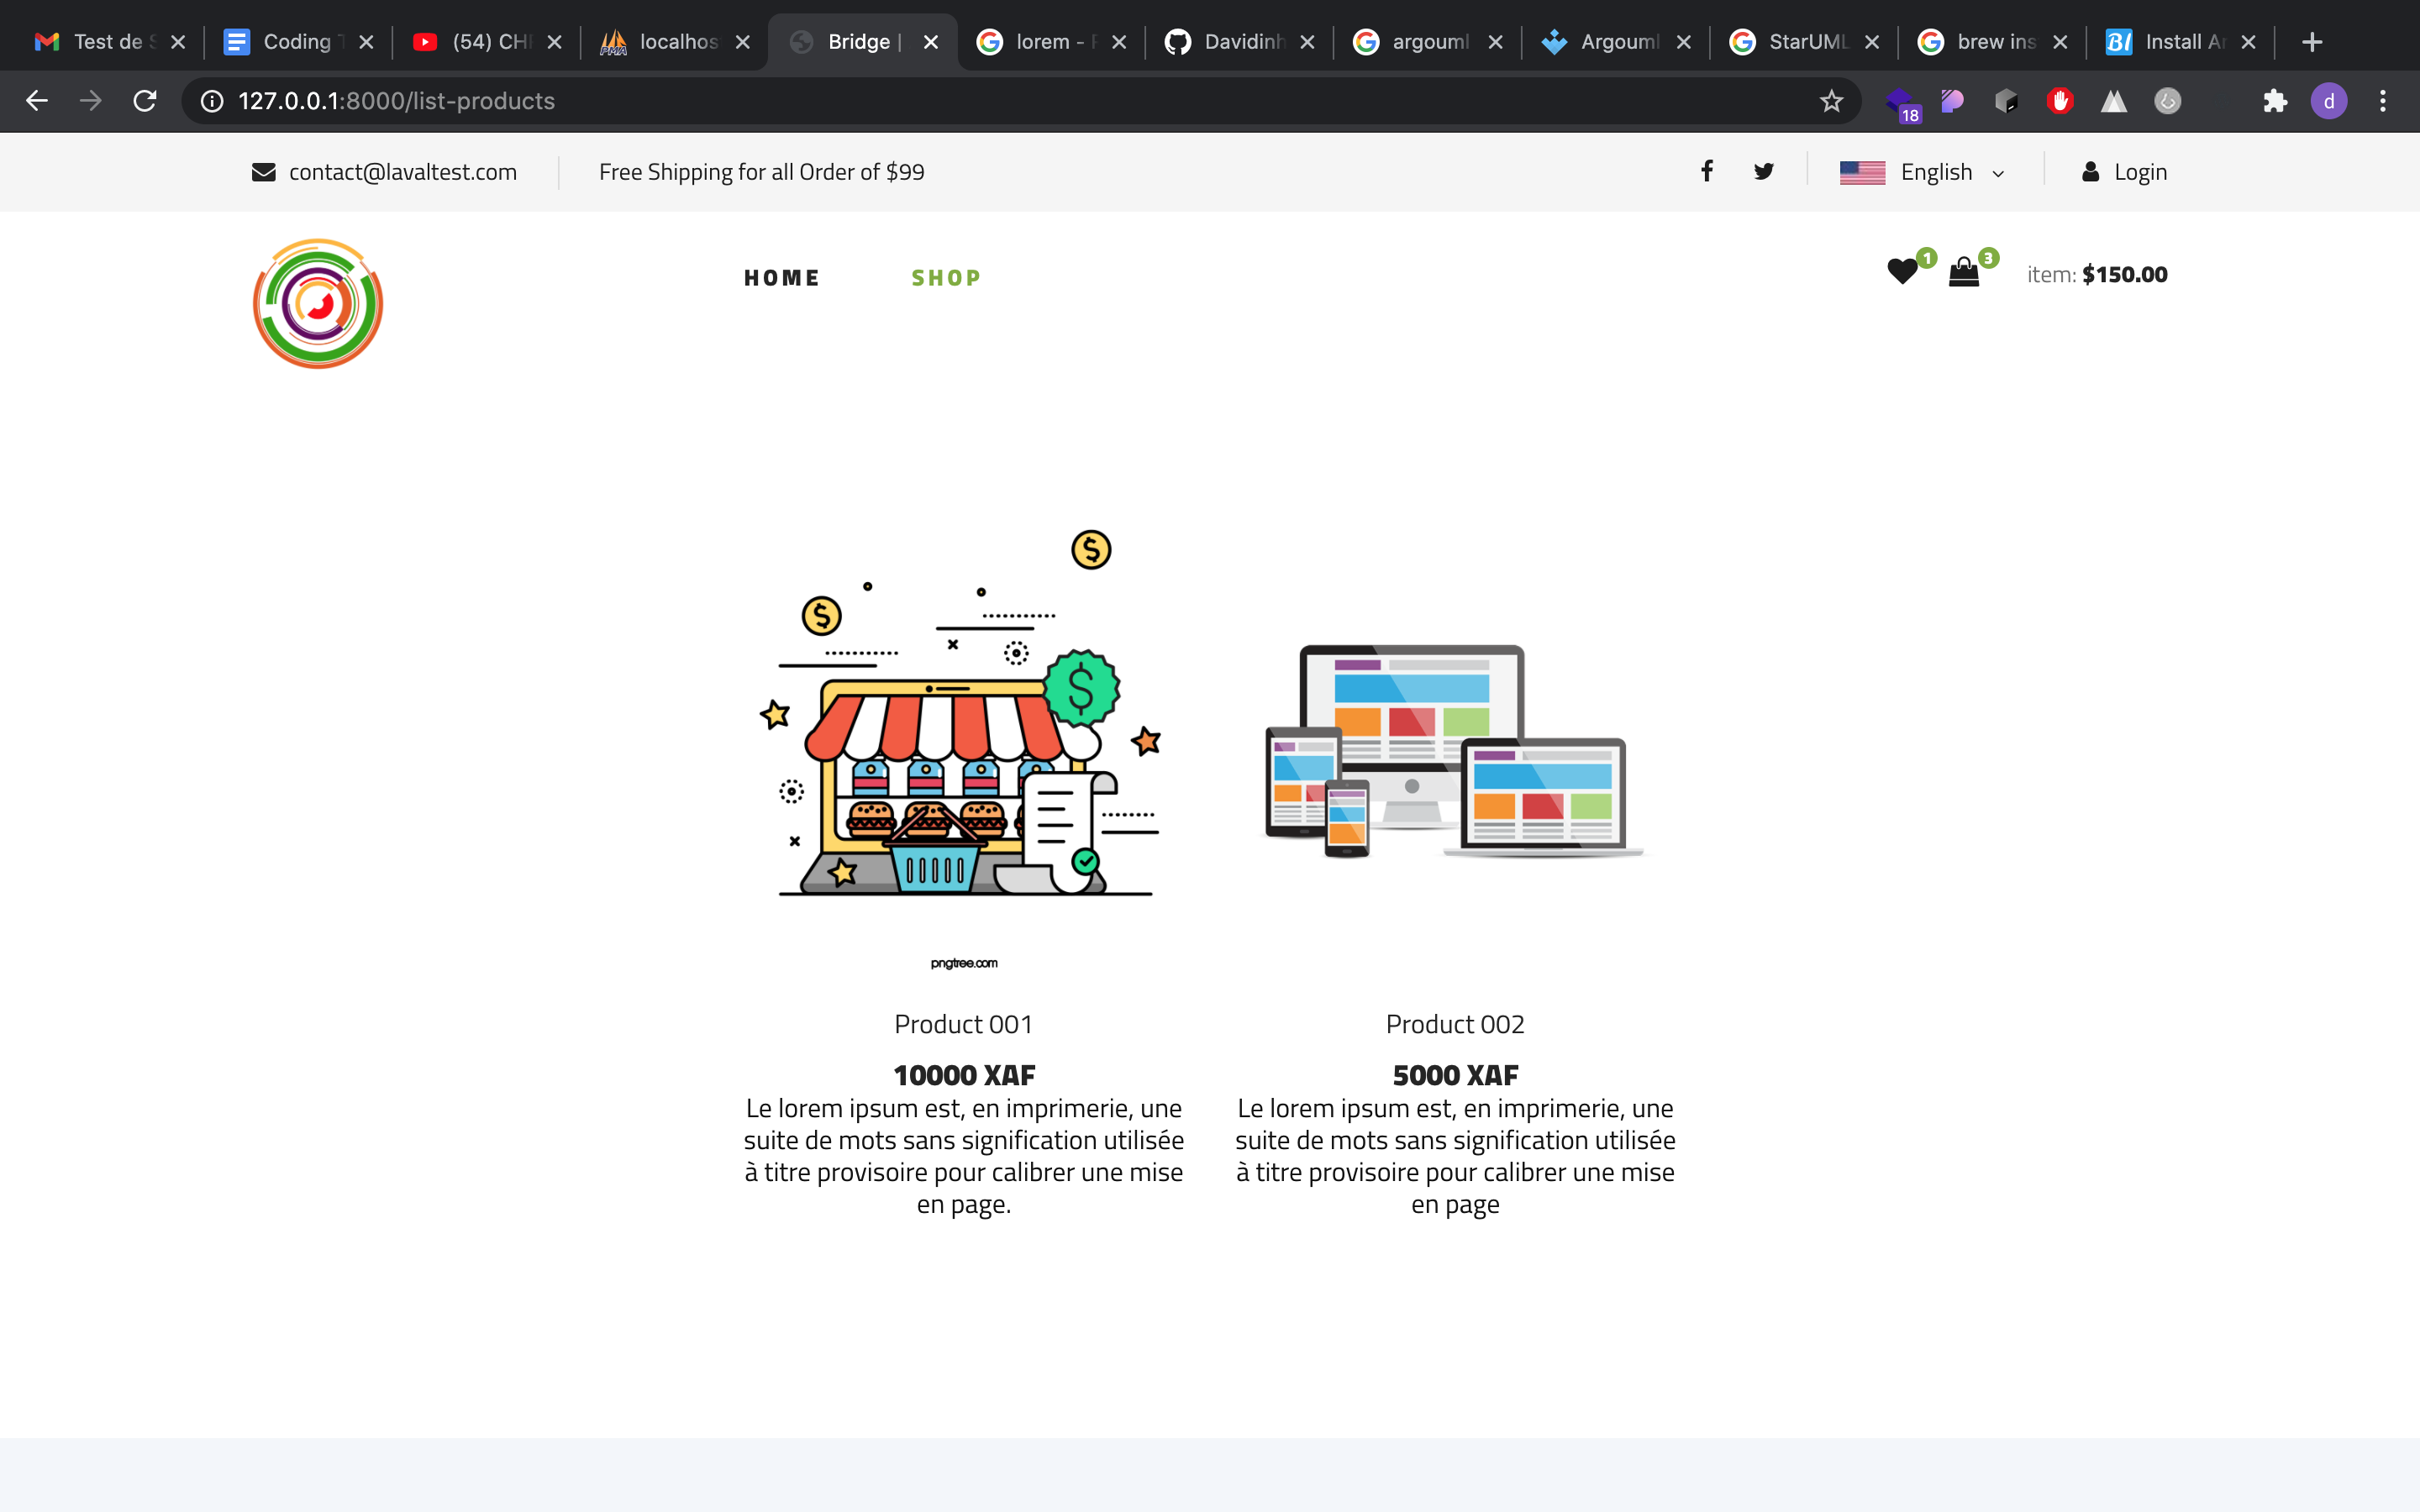 Test de
Coding
(54) CH
localhos
Bridge |
lorem -
Davidinh
argouml
Argouml
StarUML
brew ins
Install Ar
127.0.0.1:8000/list-products
18
d
contact@lavaltest.com
Free Shipping for all Order of $99
English
Login
HOME
SHOP
1
3
item: $150.00
pngtree.com
Product 001
10000 XAF
Le lorem ipsum est, en imprimerie, une
suite de mots sans signification utilisée
à titre provisoire pour calibrer une mise
en page.
Product 002
5000 XAF
Le lorem ipsum est, en imprimerie, une
suite de mots sans signification utilisée
à titre provisoire pour calibrer une mise
en page